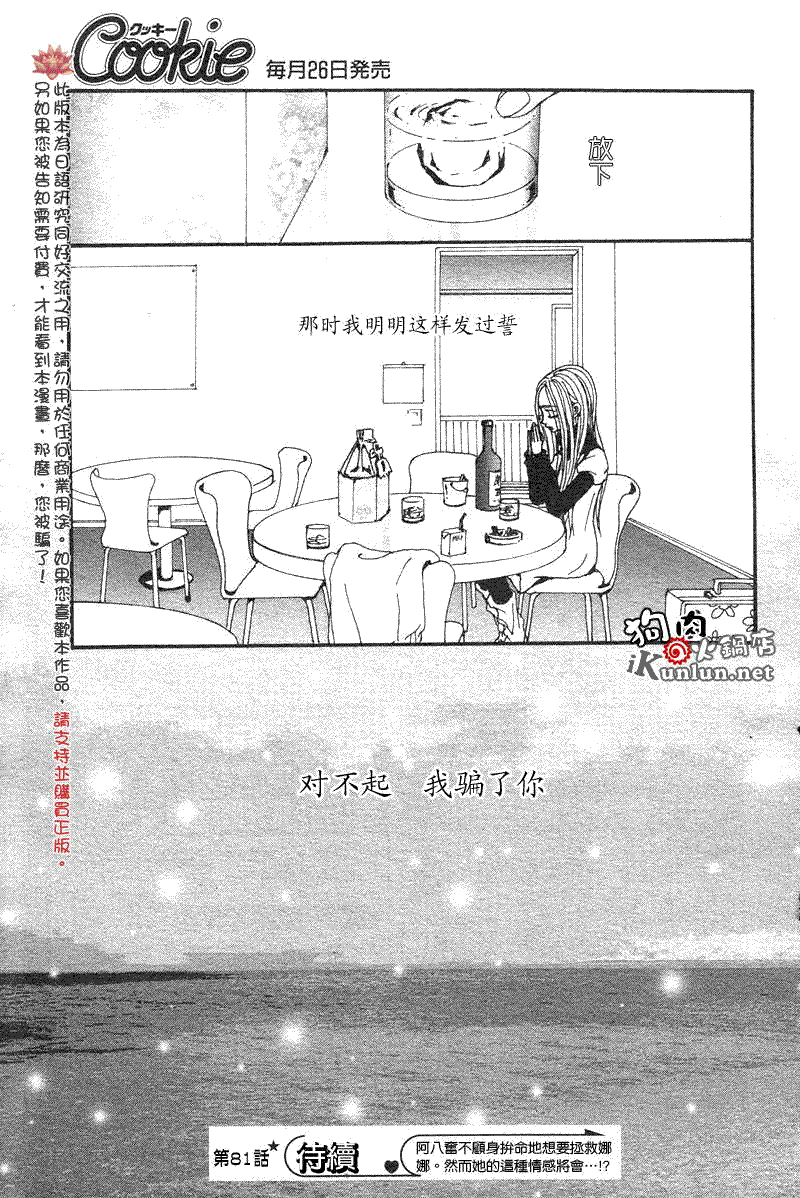 クッキー
Cookie
毎月26日発売
此版本為日語研究同好交流之用，請勿用於任何商業用途。如果您喜歡本作品，請支持並購買正版。
另如果您被告知需要付費，才能看到本漫畫，那麼，您被騙了！
放下
那时我明明这样发过誓
狗肉火鍋店
iKunlun.net
对不起 我骗了你
第81話★
待續
阿八奮不顧身拚命地想要拯救娜
娜。然而她的這種情感將會…!?